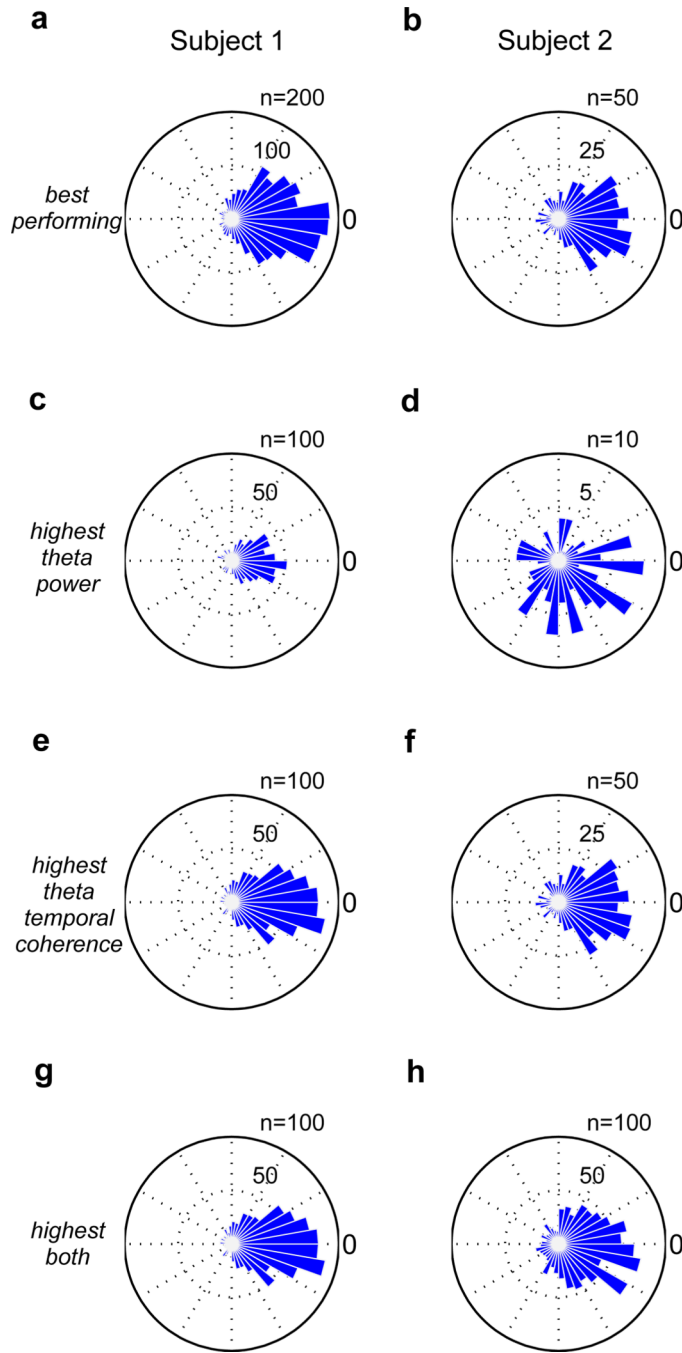 a
Subject 1
b
Subject 2
n=200
100
0
best
performing
n=50
25
0
c
n=100
50
0
highest
theta
power
d
n=10
5
0
e
n=100
50
0
highest
theta
temporal
coherence
f
n=50
25
0
g
n=100
50
0
highest
both
h
n=100
50
0